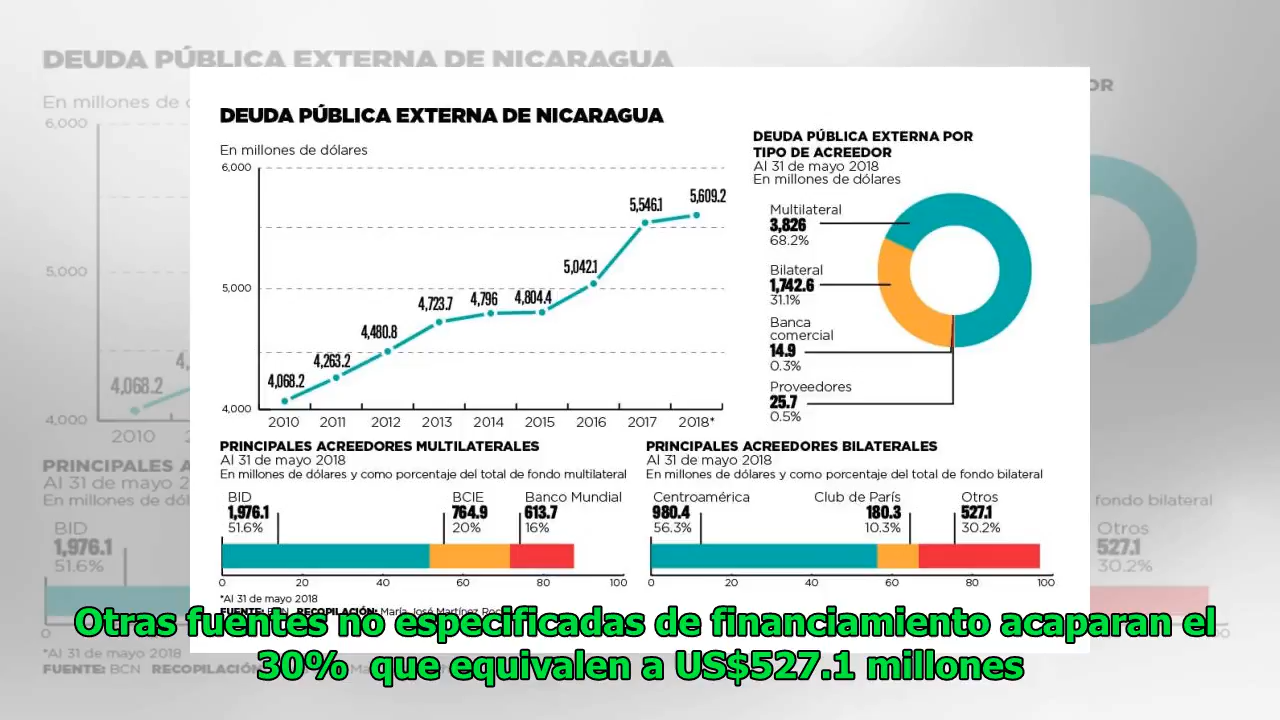 DEUDA PÚBLICA EXTERNA DE NICARAGUA
En millones de dólares
6,000
5,000
4,000
4,068.2
4,263.2
4,480.8
4,723.7
4,796
4,804.4
5,042.1
5,546.1
5,609.2
2010 2011 2012 2013 2014 2015 2016 2017 2018*
DEUDA PÚBLICA EXTERNA POR
TIPO DE ACREEDOR
Al 31 de mayo 2018
En millones de dólares
Multilateral
3,826
68.2%
Bilateral
1,742.6
31.1%
Banca
comercial
14.9
0.3%
Proveedores
25.7
0.5%
PRINCIPALES ACREEDORES MULTILATERALES
Al 31 de mayo 2018
En millones de dólares y como porcentaje del total de fondo multilateral
BID BCIE Banco Mundial
1,976.1 764.9 613.7
51.6% 20% 16%
0 20 40 60 80 100
*Al 31 de mayo 2018
FUENTE: BCN RECOPILACIÓN: María José Martínez
PRINCIPALES ACREEDORES BILATERALES
Al 31 de mayo 2018
En millones de dólares y como porcentaje del total de fondo bilateral
Centroamérica Club de París Otros
980.4 180.3 527.1
56.3% 10.3% 30.2%
0 20 40 60 80 100
Otras fuentes no especificadas de financiamiento acaparan el
30% que equivalen a US$527.1 millones